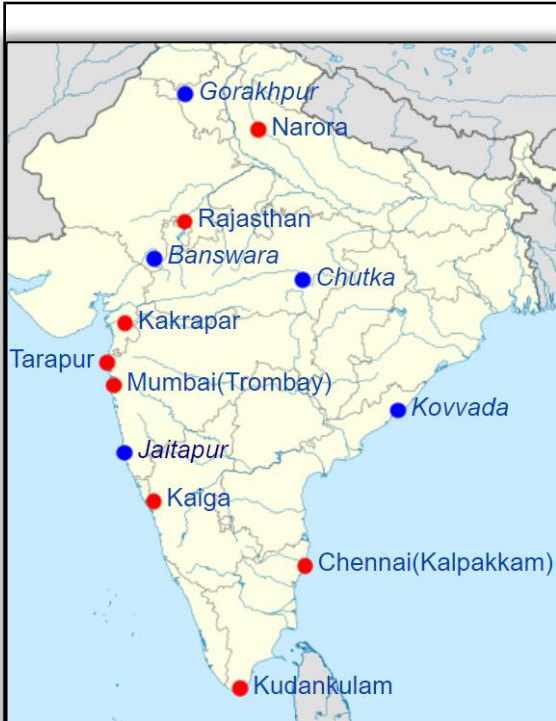 Gorakhpur
Narora
Rajasthan
Banswara
Chutka
Kakrapar
Tarapur
Mumbai(Trombay)
Kovvada
Jaitapur
Kaiga
Chennai(Kalpakkam)
Kudankulam